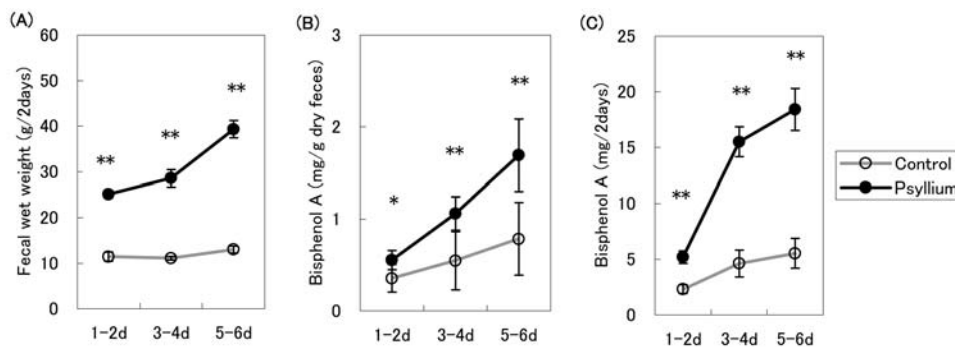 (A)
Fecal wet weight (g/2days)
60
50
40
30
20
10
0
**
**
**
1-2d 3-4d 5-6d
(B)
Bisphenol A (mg/g dry feces)
3
2
1
0
*
**
**
1-2d 3-4d 5-6d
(C)
Bisphenol A (mg/2days)
25
20
15
10
5
0
**
**
**
1-2d 3-4d 5-6d
Control
Psyllium